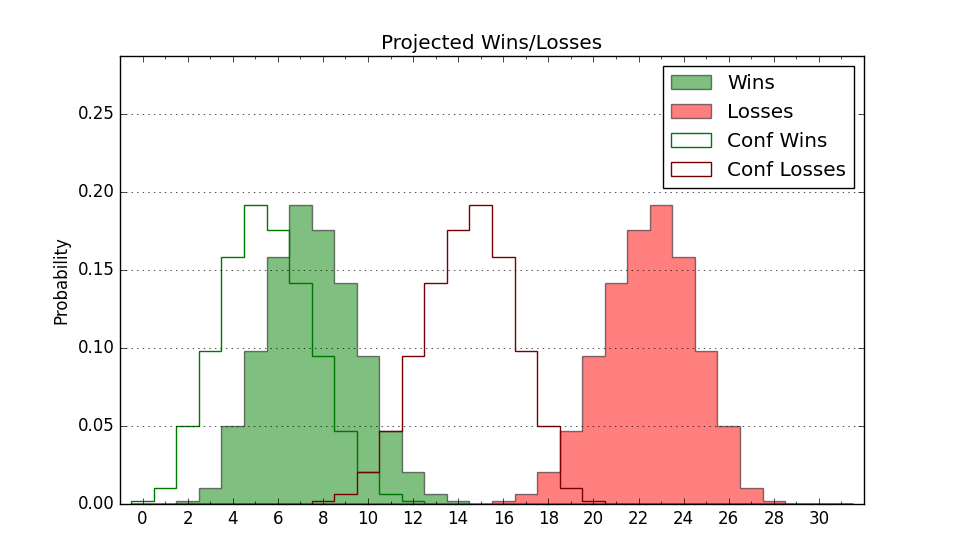 Projected Wins/Losses
Wins
Losses
Conf Wins
Conf Losses
Probability
0.25
0.20
0.15
0.10
0.05
0.00
0 2 4 6 8 10 12 14 16 18 20 22 24 26 28 30